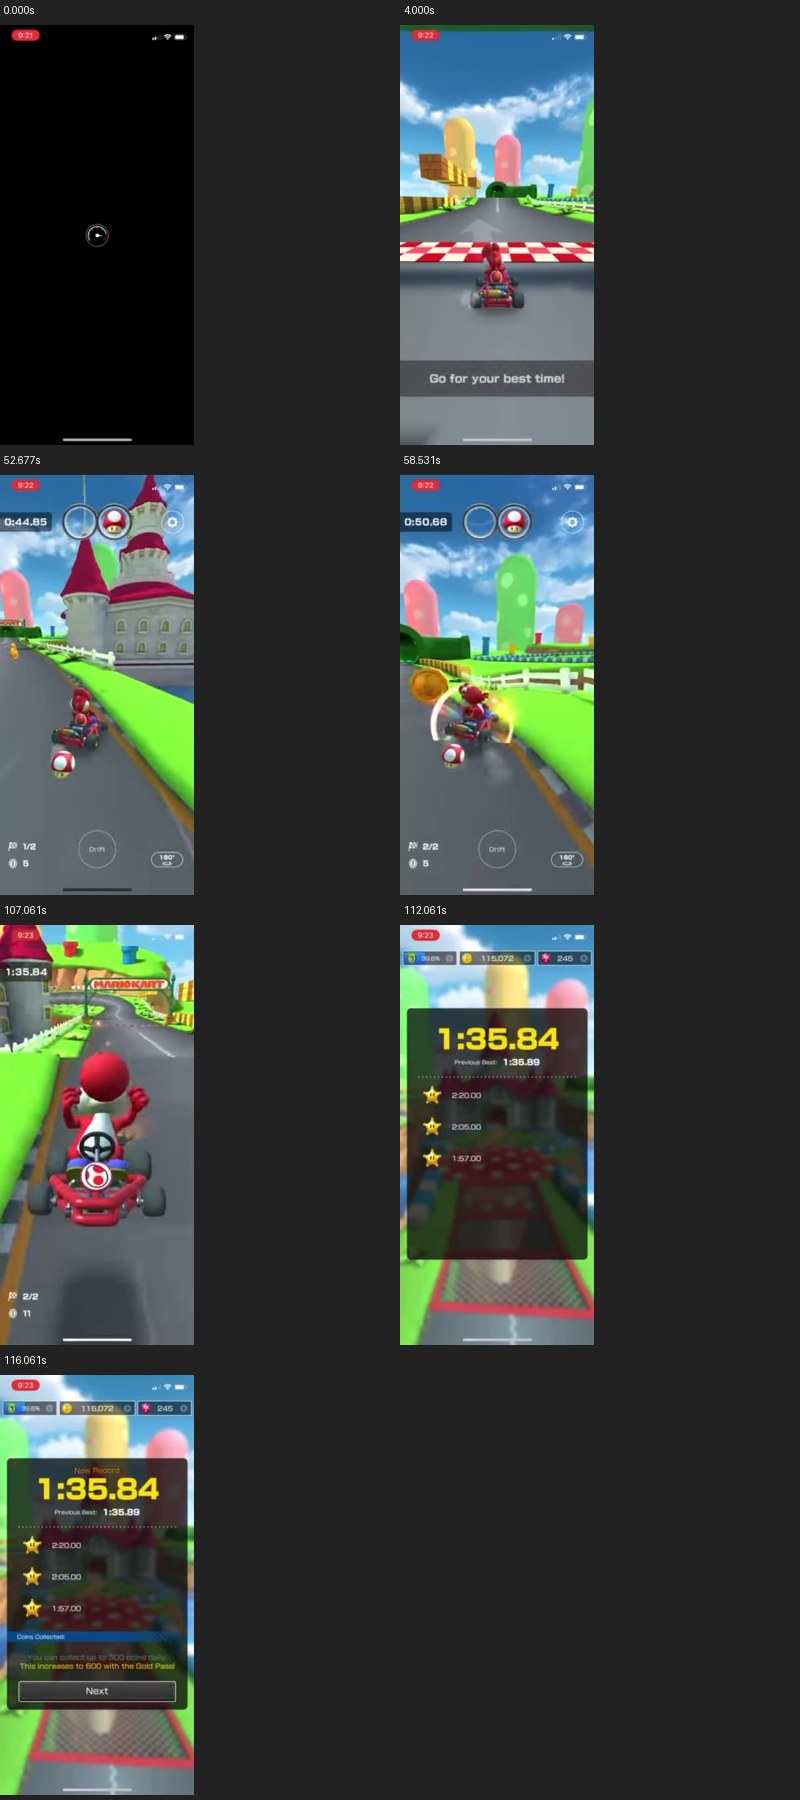 0.000s
4.000s
9:21
9:22
Go for your best time!
52.677s
58.531s
9:22
9:22
0:44.85
0:50.68
1/2
Drift
5
180°
2/2
Drift
5
180°
107.061s
112.061s
9:23
9:23
115,072
245
1:35.84
MARIOKART
1:35.84
Previous Best: 1:35.89
2:20.00
2:05.00
1:57.00
2/2
11
116.061s
9:23
115,072
245
New Record
1:35.84
Previous Best: 1:35.89
2:20.00
2:05.00
1:57.00
Coins Collected:
You can collect up to 300 coins daily.
This increases to 600 with the Gold Pass!
Next